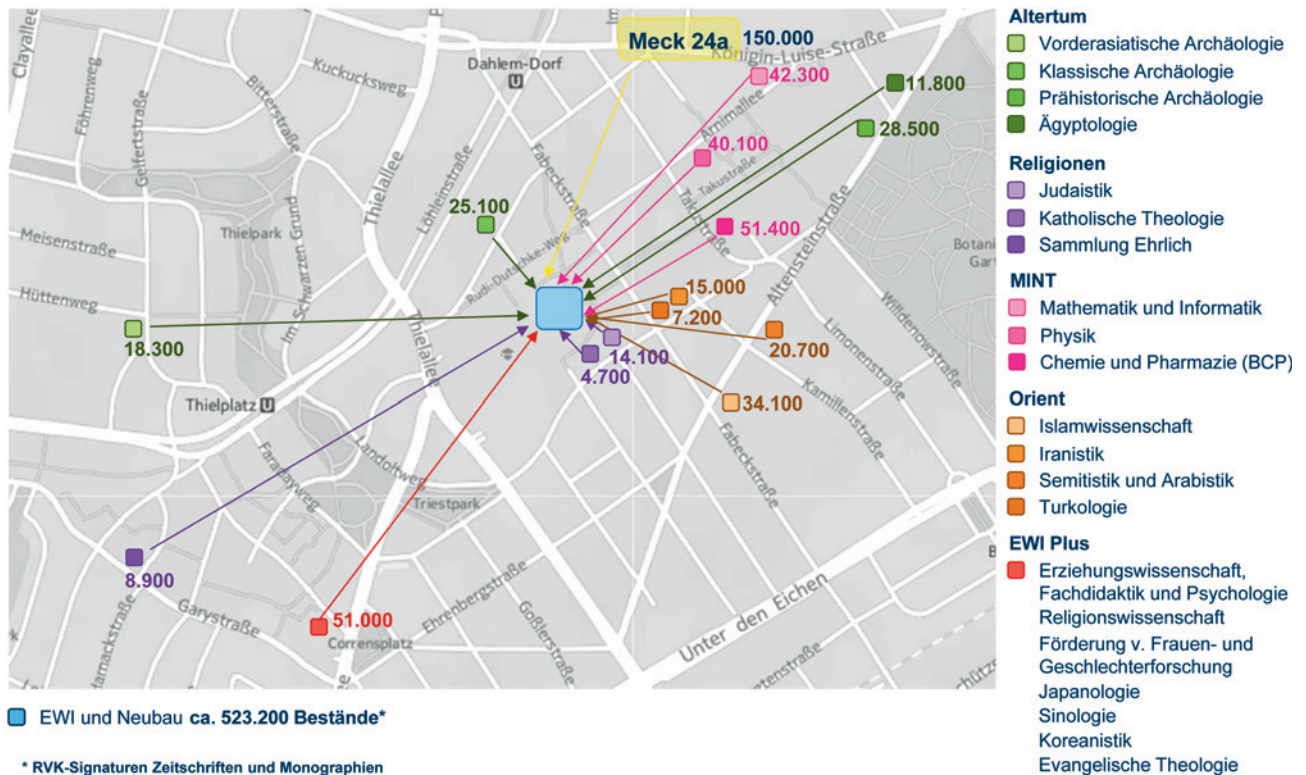 Meck 24a 150.000
Clayallee
Föhrenweg
Gelfertstraße
Kuckucksweg
Bitterstraße
Dahlem-Dorf
U
Königin-Luise-Straße
42.300
11.800
Arnimallee
28.500
40.100
Takustraße
Takustraße
Fabeckstraße
Löhleinstraße
Thielallee
25.100
51.400
Altensteinstraße
Meisenstraße
Thielpark
Im Schwarzen Grund
Rudi-Dutschke-Weg
Hüttenweg
15.000
7.200
20.700
Willdenowstraße
Limonenstraße
18.300
Thielallee
14.100
4.700
34.100
Kamillenstraße
Thielplatz U
Faradayweg
Landoltweg
Fabeckstraße
Triestpark
8.900
Garystraße
Harnackstraße
51.000
Corrensplatz
Ehrenbergstraße
Goßlerstraße
Unter den Eichen
Altertum
Vorderasiatische Archäologie
Klassische Archäologie
Prähistorische Archäologie
Ägyptologie
Religionen
Judaistik
Katholische Theologie
Sammlung Ehrlich
MINT
Mathematik und Informatik
Physik
Chemie und Pharmazie (BCP)
Orient
Islamwissenschaft
Iranistik
Semitistik und Arabistik
Turkologie
EWI Plus
Erziehungswissenschaft,
Fachdidaktik und Psychologie
Religionswissenschaft
Förderung v. Frauen- und
Geschlechterforschung
Japanologie
Sinologie
Koreanistik
Evangelische Theologie
EWI und Neubau ca. 523.200 Bestände*
* RVK-Signaturen Zeitschriften und Monographien